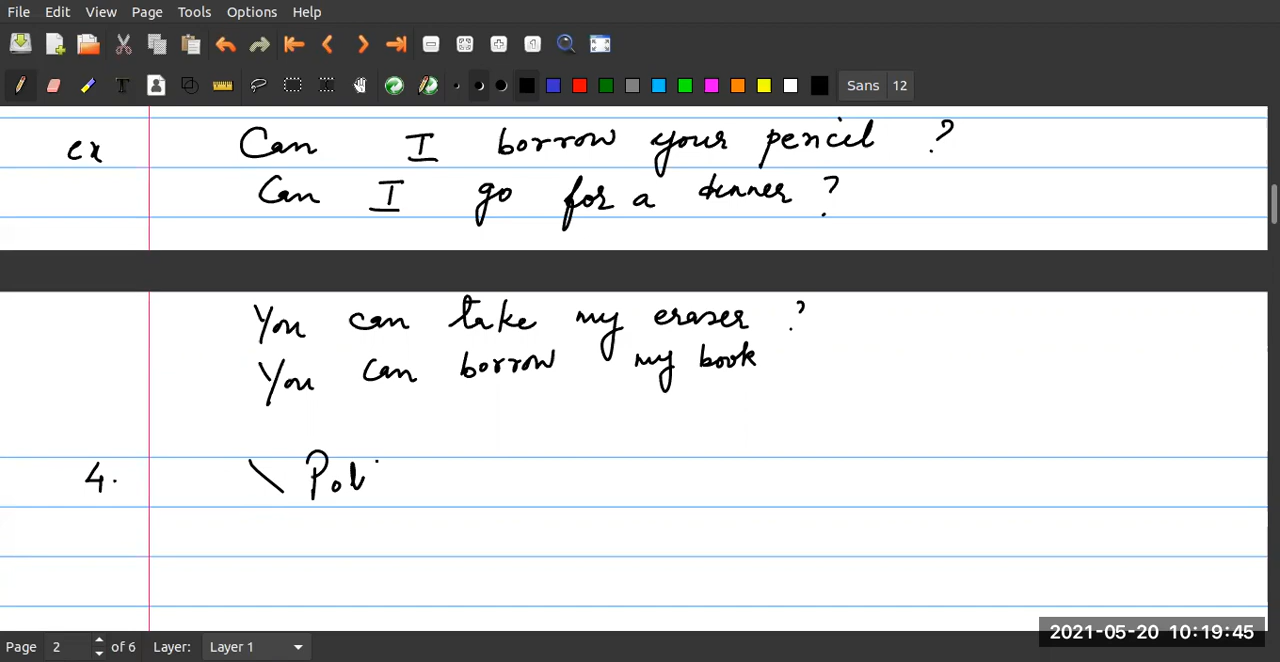 File Edit View Page Tools Options Help
T Sans 12
ex Can I borrow your pencil ?
Can I go for a dinner ?
You can take my eraser ?
You can borrow my book
4. \ Pol
2021-05-20 10:19:45
Page 2 of 6 Layer: Layer 1